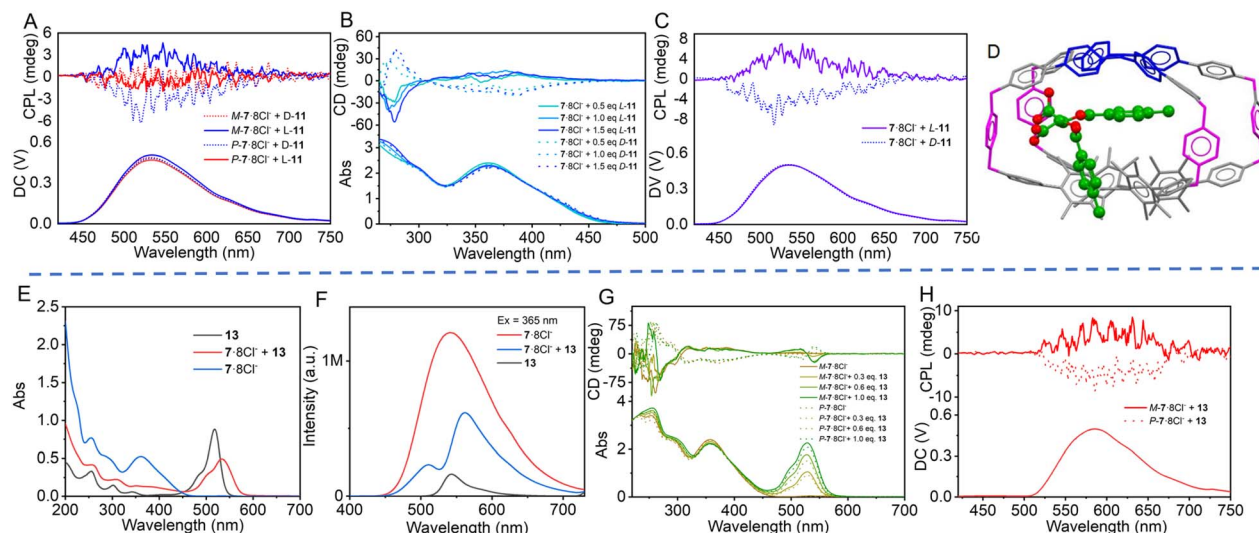 A
CPL (mdeg)
6
3
0
-3
-6
M-7·8Cl⁻ + D-11
M-7·8Cl⁻ + L-11
P-7·8Cl⁻ + D-11
P-7·8Cl⁻ + L-11
DC (V)
0.6
0.3
0.0
450 500 550 600 650 700 750
Wavelength (nm)
B
CD (mdeg)
60
30
0
-30
-60
7·8Cl⁻ + 0.5 eq L-11
7·8Cl⁻ + 1.0 eq L-11
7·8Cl⁻ + 1.5 eq L-11
7·8Cl⁻ + 0.5 eq D-11
7·8Cl⁻ + 1.0 eq D-11
7·8Cl⁻ + 1.5 eq D-11
Abs
3
2
1
0
300 350 400 450 500
Wavelength (nm)
C
CPL (mdeg)
8
4
0
-4
-8
7·8Cl⁻ + L-11
7·8Cl⁻ + D-11
DV (V)
0.6
0.3
0.0
450 500 550 600 650 700 750
Wavelength (nm)
D
E
Abs
2.5
2.0
1.5
1.0
0.5
0.0
13
7·8Cl⁻ + 13
7·8Cl⁻
200 300 400 500 600 700
Wavelength (nm)
F
Intensity (a.u.)
1M
0
Ex = 365 nm
7·8Cl⁻
7·8Cl⁻ + 13
13
400 500 600 700
Wavelength (nm)
G
CD (mdeg)
75
0
-75
M-7·8Cl⁻
M-7·8Cl⁻+ 0.3 eq. 13
M-7·8Cl⁻+ 0.6 eq. 13
M-7·8Cl⁻+ 1.0 eq. 13
P-7·8Cl⁻
P-7·8Cl⁻+ 0.3 eq. 13
P-7·8Cl⁻+ 0.6 eq. 13
P-7·8Cl⁻+ 1.0 eq. 13
Abs
4
2
0
300 400 500 600 700
Wavelength (nm)
H
CPL (mdeg)
10
0
-10
M-7·8Cl⁻ + 13
P-7·8Cl⁻ + 13
DC (V)
0.6
0.3
0.0
450 500 550 600 650 700 750
Wavelength (nm)